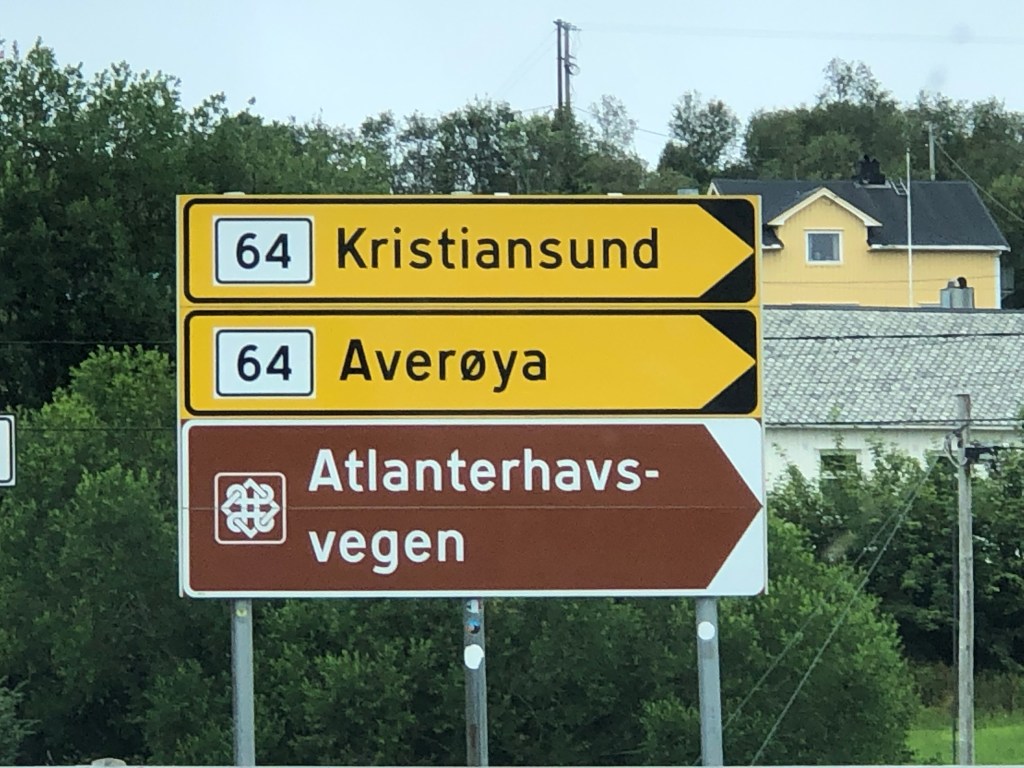 64 Kristiansund
64 Averøya
Atlanterhavs-
vegen